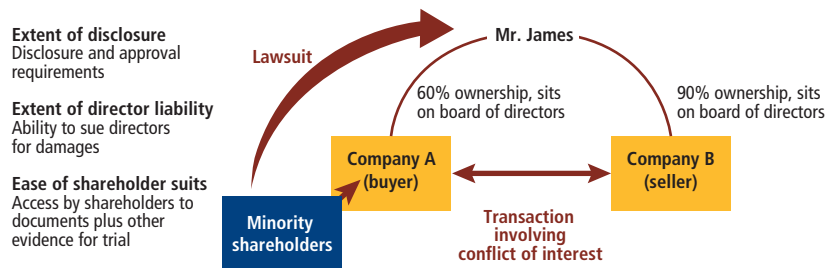 Extent of disclosure
Disclosure and approval
requirements
Extent of director liability
Ability to sue directors
for damages
Ease of shareholder suits
Access by shareholders to
documents plus other
evidence for trial
Lawsuit
Mr. James
60% ownership, sits
on board of directors
90% ownership, sits
on board of directors
Company A
(buyer)
Company B
(seller)
Minority
shareholders
Transaction
involving
conflict of interest